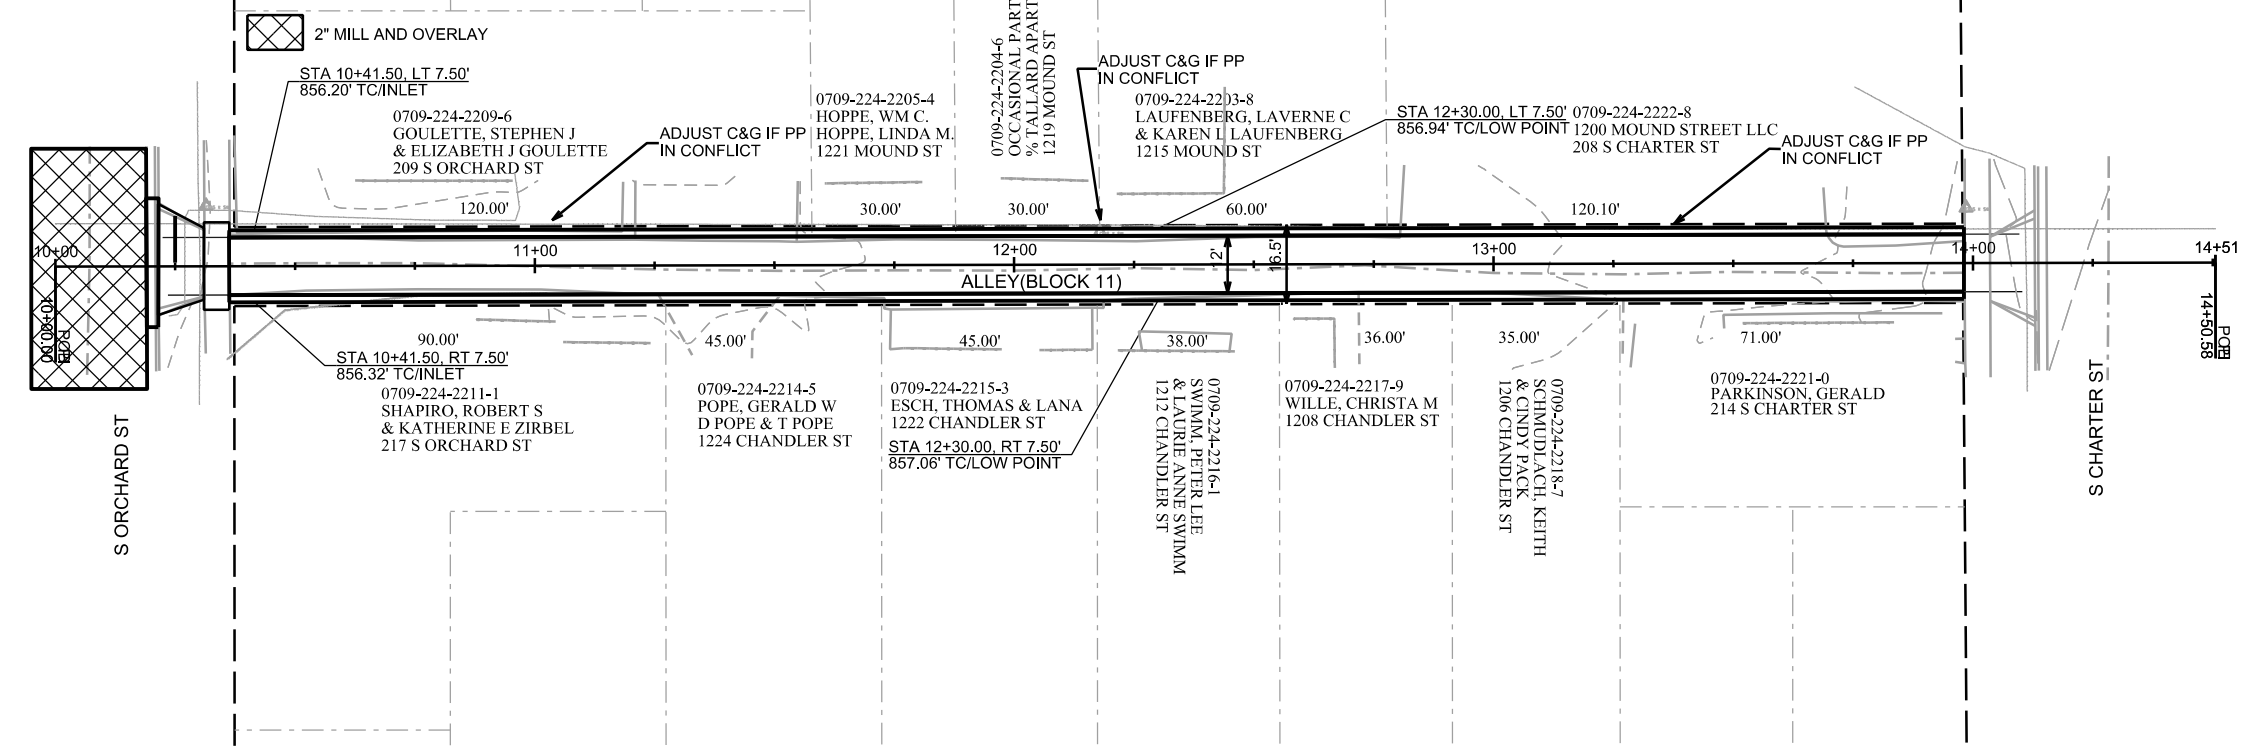 2" MILL AND OVERLAY
STA 10+41.50, LT 7.50'
856.20' TC/INLET
0709-224-2209-6
GOULETTE, STEPHEN J
& ELIZABETH J GOULETTE
209 S ORCHARD ST
ADJUST C&G IF PP
IN CONFLICT
0709-224-2205-4
HOPPE, WM C.
HOPPE, LINDA M.
1221 MOUND ST
0709-224-2204-6
OCCASIONAL PART
% TALLARD APART
1219 MOUND ST
ADJUST C&G IF PP
IN CONFLICT
0709-224-2203-8
LAUFENBERG, LAVERNE C
& KAREN L LAUFENBERG
1215 MOUND ST
STA 12+30.00, LT 7.50'
856.94' TC/LOW POINT
0709-224-2222-8
1200 MOUND STREET LLC
208 S CHARTER ST
ADJUST C&G IF PP
IN CONFLICT
120.00'
30.00'
30.00'
60.00'
120.10'
10+00
11+00
12+00
13+00
14+00
14+51
12'
16.5'
ALLEY(BLOCK 11)
10+00.00
14+50.58
90.00'
45.00'
45.00'
38.00'
36.00'
35.00'
71.00'
STA 10+41.50, RT 7.50'
856.32' TC/INLET
0709-224-2211-1
SHAPIRO, ROBERT S
& KATHERINE E ZIRBEL
217 S ORCHARD ST
0709-224-2214-5
POPE, GERALD W
D POPE & T POPE
1224 CHANDLER ST
0709-224-2215-3
ESCH, THOMAS & LANA
1222 CHANDLER ST
STA 12+30.00, RT 7.50'
857.06' TC/LOW POINT
0709-224-2216-1
SWIMM, PETER LEE
& LAURIE ANNE SWIMM
1212 CHANDLER ST
0709-224-2217-9
WILLE, CHRISTA M
1208 CHANDLER ST
0709-224-2218-7
SCHMUDLACH, KEITH
& CINDY PACK
1206 CHANDLER ST
0709-224-2221-0
PARKINSON, GERALD
214 S CHARTER ST
S ORCHARD ST
S CHARTER ST